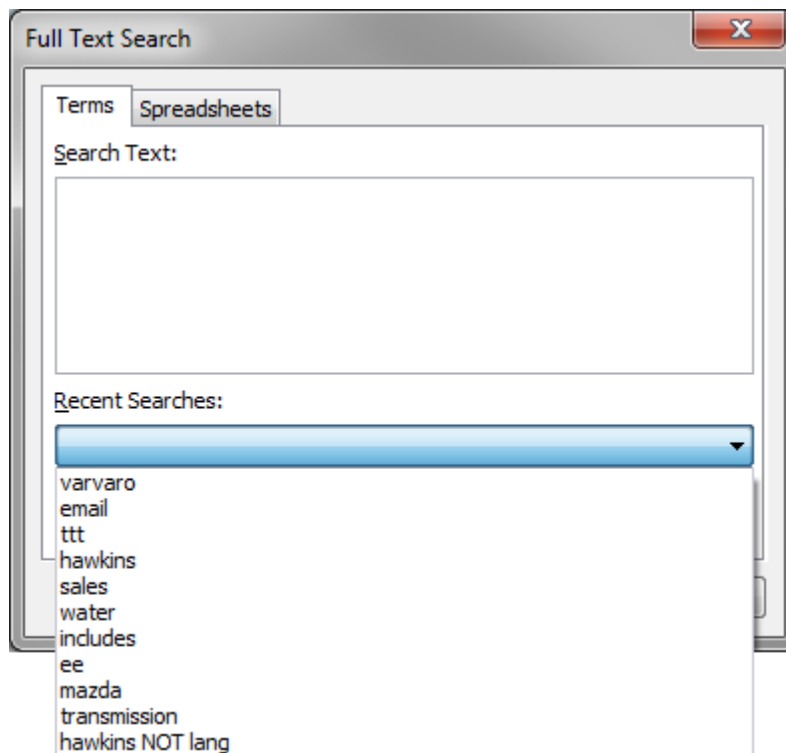 Full Text Search
Terms
Spreadsheets
Search Text:
Recent Searches:
varvaro
email
ttt
hawkins
sales
water
includes
ee
mazda
transmission
hawkins NOT lang